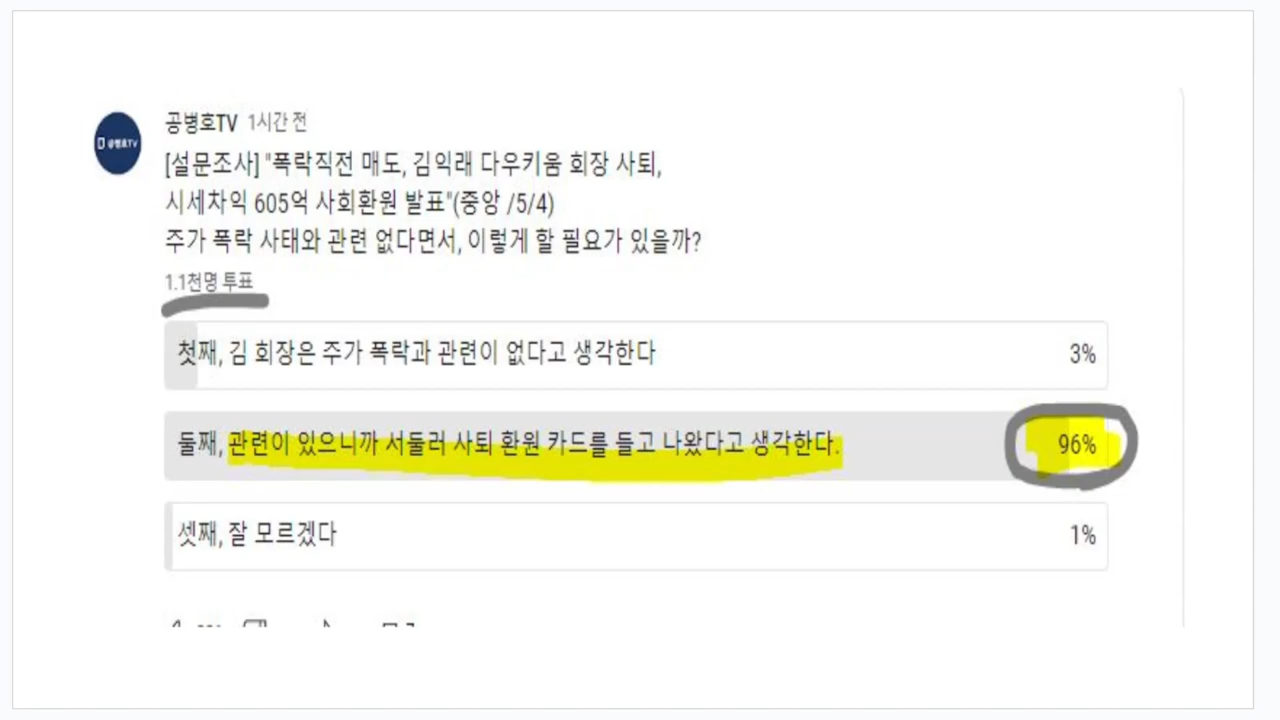 공병호TV 1시간 전
공병호TV
[설문조사] "폭락직전 매도, 김익래 다우키움 회장 사퇴,
시세차익 605억 사회환원 발표"(중앙 /5/4)
주가 폭락 사태와 관련 없다면서, 이렇게 할 필요가 있을까?
1.1천명 투표
첫째, 김 회장은 주가 폭락과 관련이 없다고 생각한다 3%
둘째, 관련이 있으니까 서둘러 사퇴 환원 카드를 들고 나왔다고 생각한다. 96%
셋째, 잘 모르겠다 1%